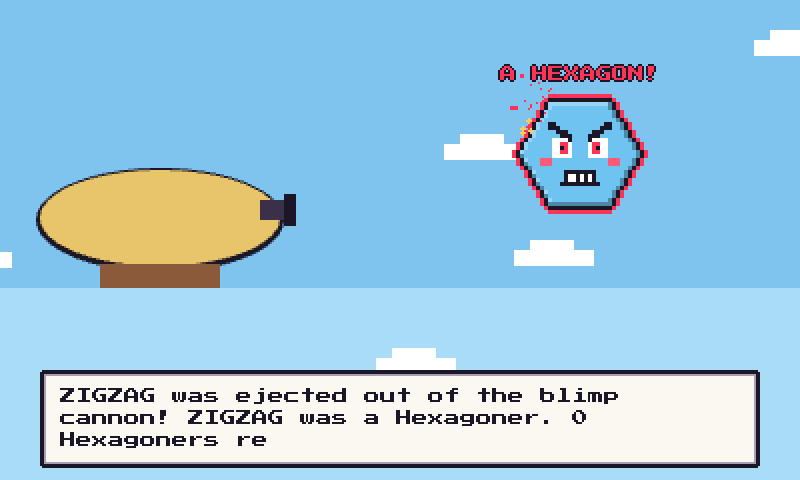 A HEXAGON!
ZIGZAG was ejected out of the blimp
cannon! ZIGZAG was a Hexagoner. 0
Hexagoners re